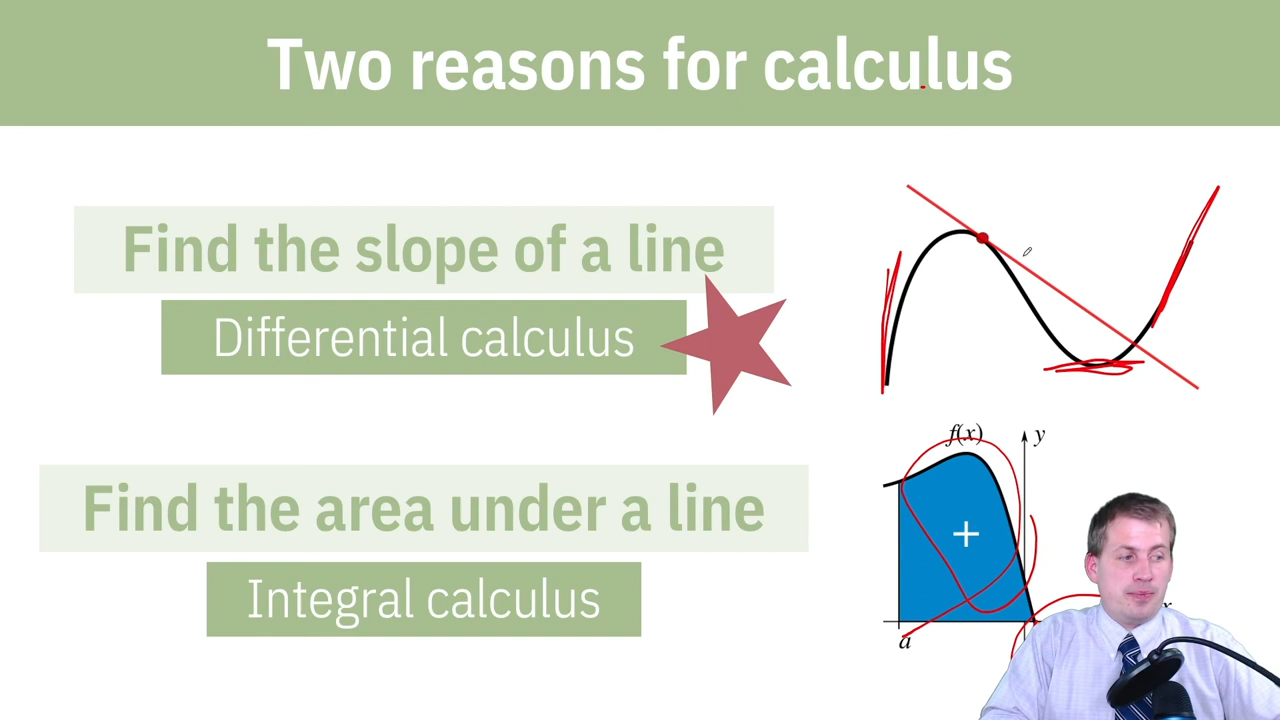 Two reasons for calculus
Find the slope of a line
Differential calculus
Find the area under a line
Integral calculus
f(x)
y
+
a
x